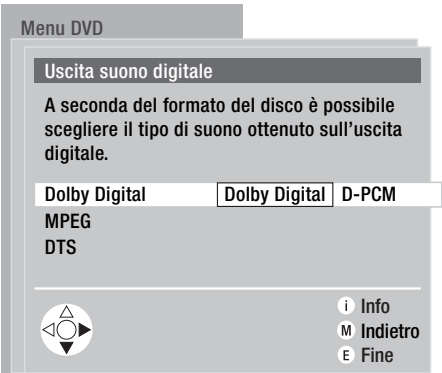 Menu DVD
Uscita suono digitale
A seconda del formato del disco è possibile
scegliere il tipo di suono ottenuto sull'uscita
digitale.
Dolby Digital Dolby Digital D-PCM
MPEG
DTS
i Info
M Indietro
E Fine